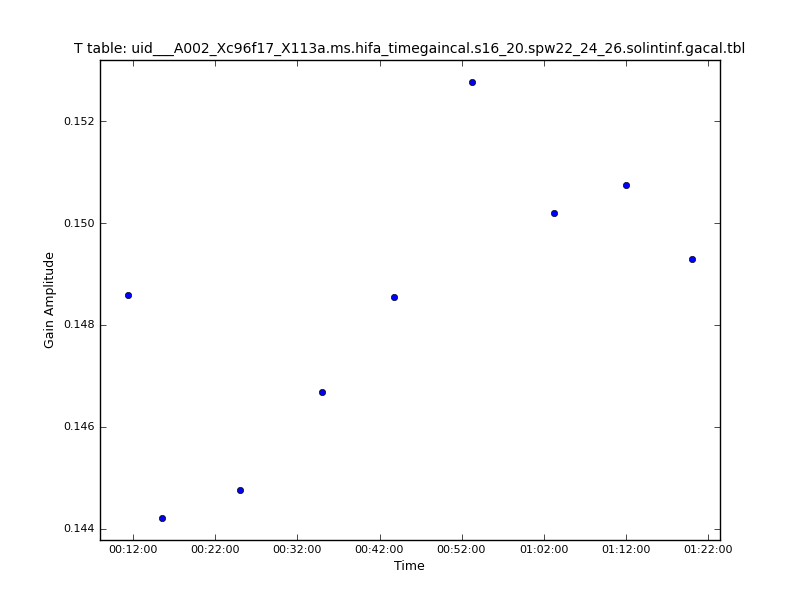 T table: uid___A002_Xc96f17_X113a.ms.hifa_timegaincal.s16_20.spw22_24_26.solintinf.gacal.tbl
0.152
0.150
0.148
0.146
0.144
Gain Amplitude
00:12:00 00:22:00 00:32:00 00:42:00 00:52:00 01:02:00 01:12:00 01:22:00
Time